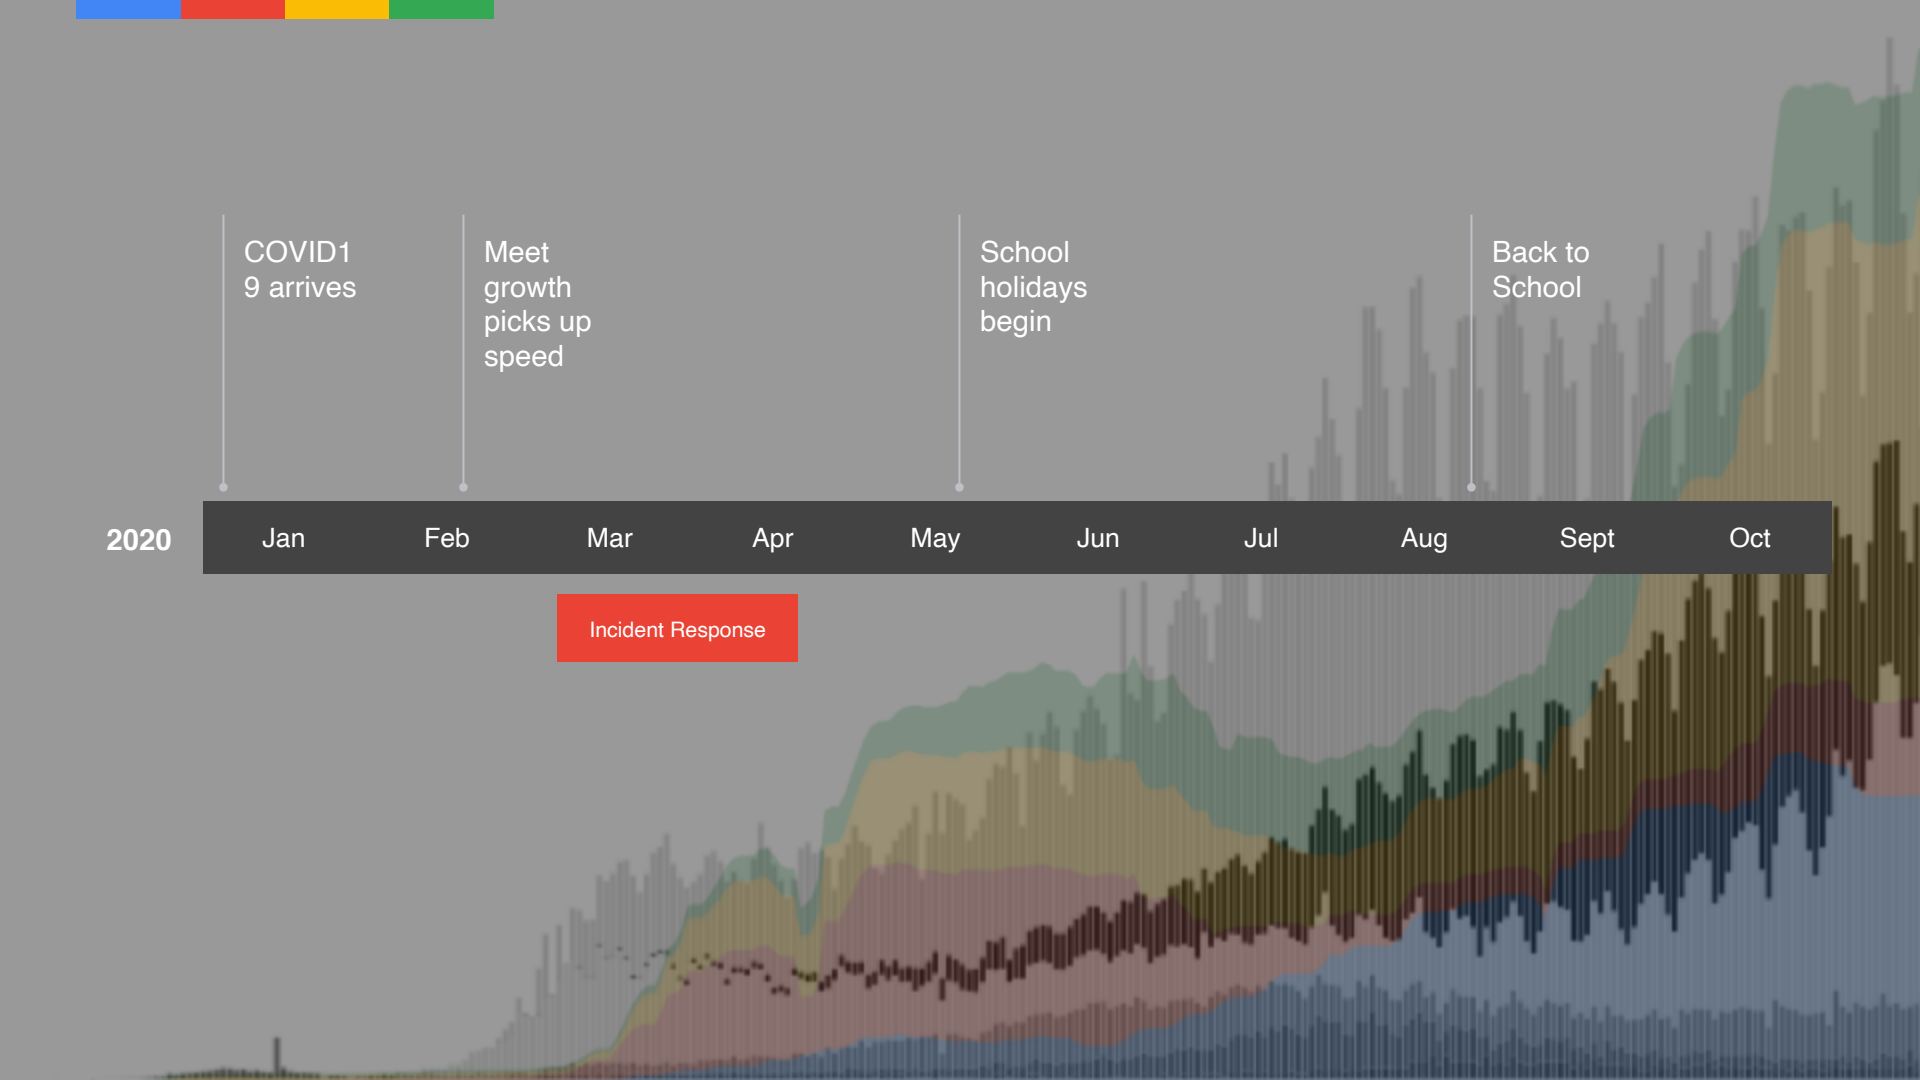 COVID1
9 arrives
Meet
growth
picks up
speed
School
holidays
begin
Back to
School
2020
Jan Feb Mar Apr May Jun Jul Aug Sept Oct
Incident Response